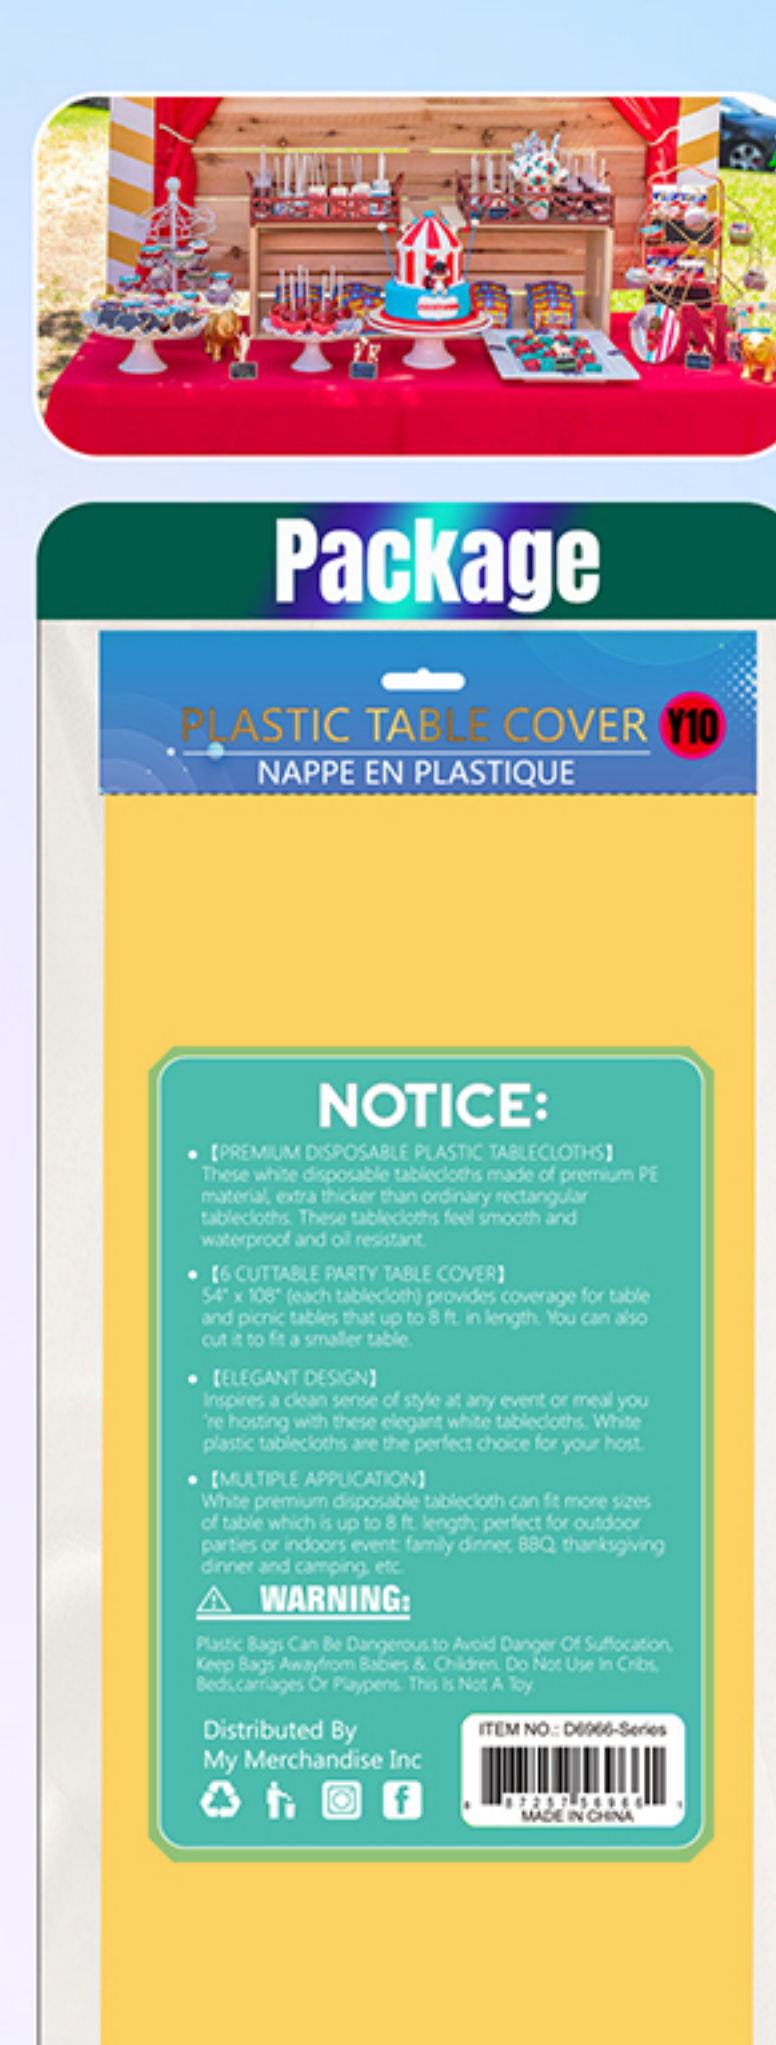 Package
PLASTIC TABLE COVER Y10
NAPPE EN PLASTIQUE
NOTICE:
• 【PREMIUM DISPOSABLE PLASTIC TABLECLOTHS】
These white disposable tablecloths made of premium PE
material, extra thicker than ordinary rectangular
tablecloths. These tablecloths feel smooth and
waterproof and oil resistant.
• 【6 CUTTABLE PARTY TABLE COVER】
54" x 108" (each tablecloth) provides coverage for table
and picnic tables that up to 8 ft. in length. You can also
cut it to fit a smaller table.
• 【ELEGANT DESIGN】
Inspires a clean sense of style at any event or meal you
're hosting with these elegant white tablecloths. White
plastic tablecloths are the perfect choice for your host.
• 【MULTIPLE APPLICATION】
White premium disposable tablecloth can fit more sizes
of table which is up to 8 ft. length; perfect for outdoor
parties or indoors event: family dinner, BBQ, thanksgiving
dinner and camping, etc.
WARNING:
Plastic Bags Can Be Dangerous.to Avoid Danger Of Suffocation,
Keep Bags Awayfrom Babies &. Children. Do Not Use In Cribs,
Beds,carriages Or Playpens. This Is Not A Toy.
Distributed By
My Merchandise Inc
ITEM NO.: D6966-Series
8 87257 56966 1
MADE IN CHINA